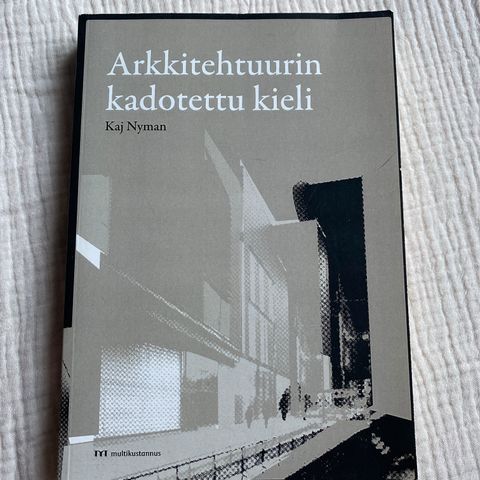 Arkkitehtuurin
kadotettu kieli
Kaj Nyman
multikustannus